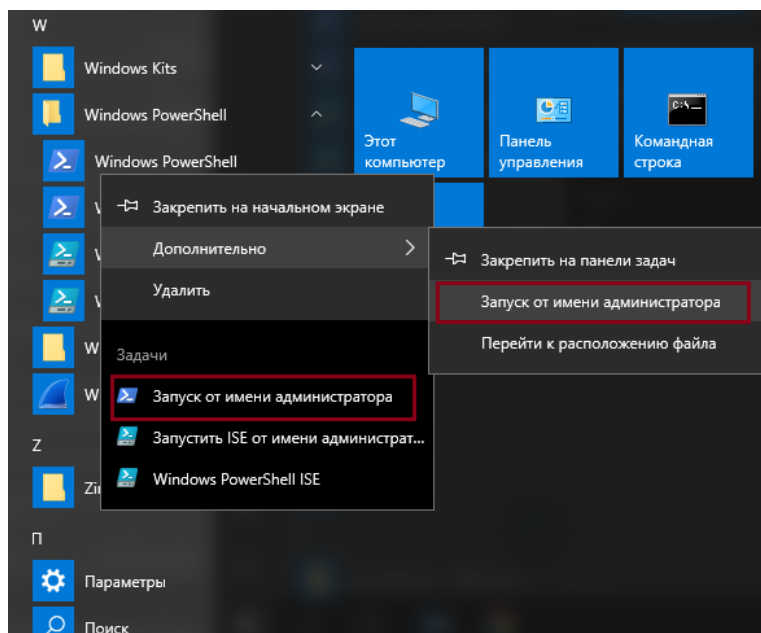 W
Windows Kits
Windows PowerShell
Windows PowerShell
W
W
Z
Zi
П
Параметры
Поиск
Этот
компьютер
Панель
управления
C:\_
Командная
строка
Закрепить на начальном экране
Дополнительно
Удалить
Задачи
Запуск от имени администратора
Запустить ISE от имени администрат...
Windows PowerShell ISE
Закрепить на панели задач
Запуск от имени администратора
Перейти к расположению файла